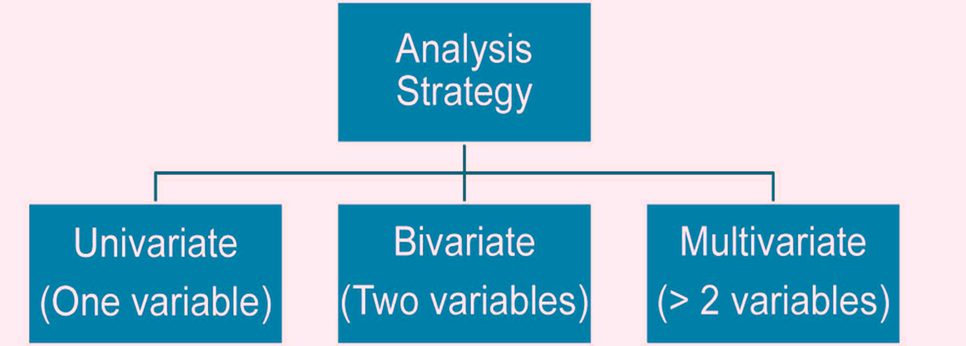 Analysis
Strategy
Univariate
(One variable)
Bivariate
(Two variables)
Multivariate
(> 2 variables)